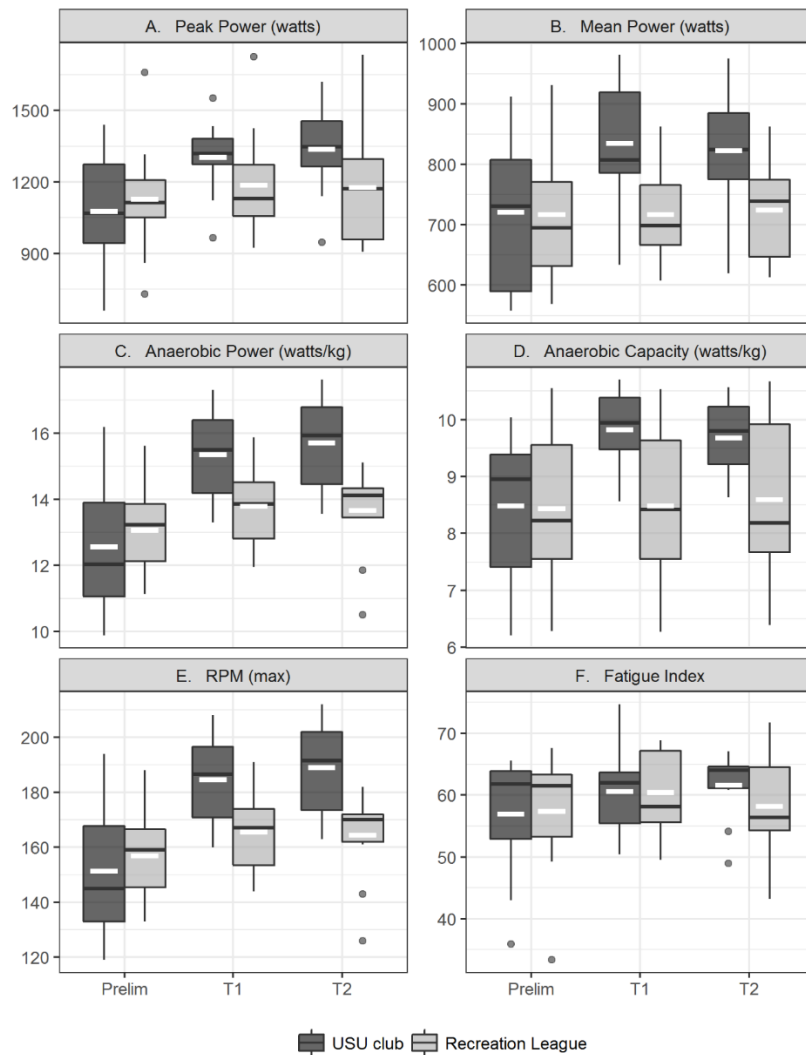 A. Peak Power (watts)
B. Mean Power (watts)
1500
1200
900
1000
900
800
700
600
C. Anaerobic Power (watts/kg)
D. Anaerobic Capacity (watts/kg)
16
14
12
10
10
9
8
7
6
E. RPM (max)
F. Fatigue Index
200
180
160
140
120
70
60
50
40
Prelim T1 T2
Prelim T1 T2
USU club Recreation League